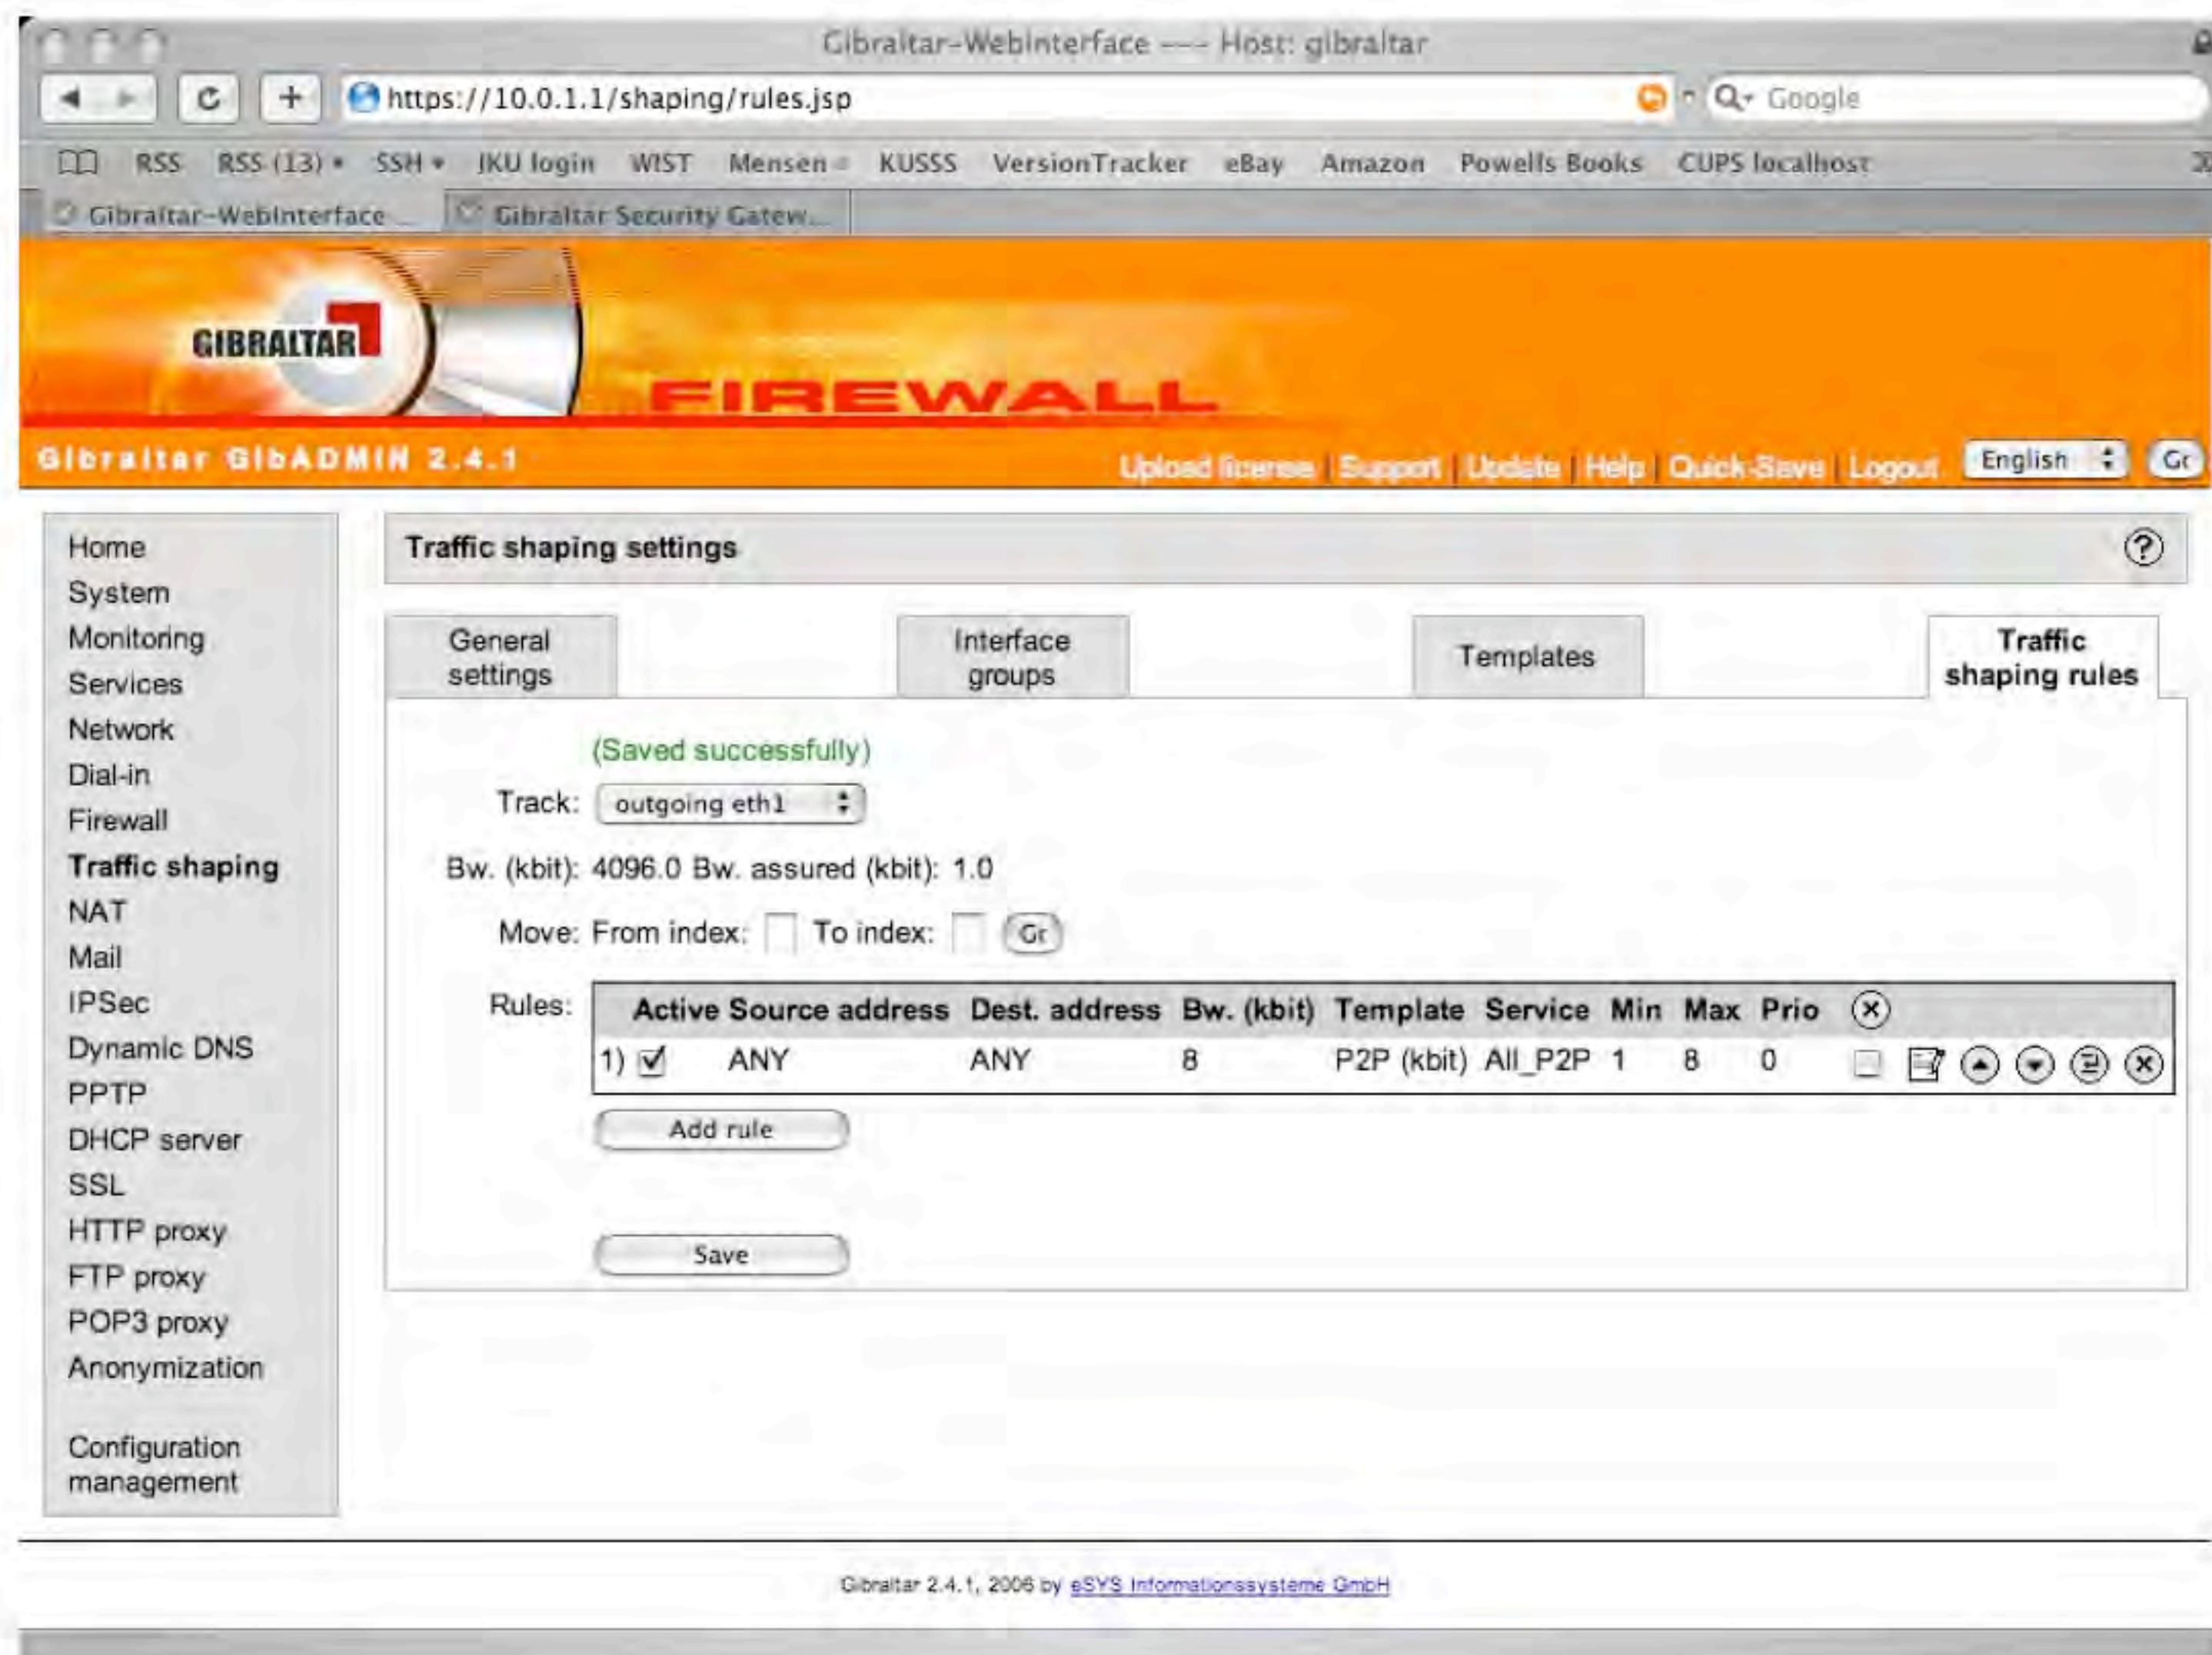 Gibraltar-Webinterface --- Host: gibraltar
https://10.0.1.1/shaping/rules.jsp
Google
RSS RSS (13) SSH JKU login WIST Mensen KUSSS VersionTracker eBay Amazon Powells Books CUPS localhost
Gibraltar-Webinterface ... Gibraltar Security Gatew...
GIBRALTAR
FIREWALL
Gibraltar GibADMIN 2.4.1
Upload license | Support | Update | Help | Quick-Save | Logout English
Home
System
Monitoring
Services
Network
Dial-in
Firewall
Traffic shaping
NAT
Mail
IPSec
Dynamic DNS
PPTP
DHCP server
SSL
HTTP proxy
FTP proxy
POP3 proxy
Anonymization
Configuration
management
Traffic shaping settings ?
General
settings
Interface
groups
Templates
Traffic
shaping rules
(Saved successfully)
Track: outgoing eth1
Bw. (kbit): 4096.0 Bw. assured (kbit): 1.0
Move: From index: To index:
Rules:
Active Source address Dest. address Bw. (kbit) Template Service Min Max Prio
1) ANY ANY 8 P2P (kbit) All_P2P 1 8 0
Add rule
Save
Gibraltar 2.4.1, 2006 by eSYS Informationssysteme GmbH